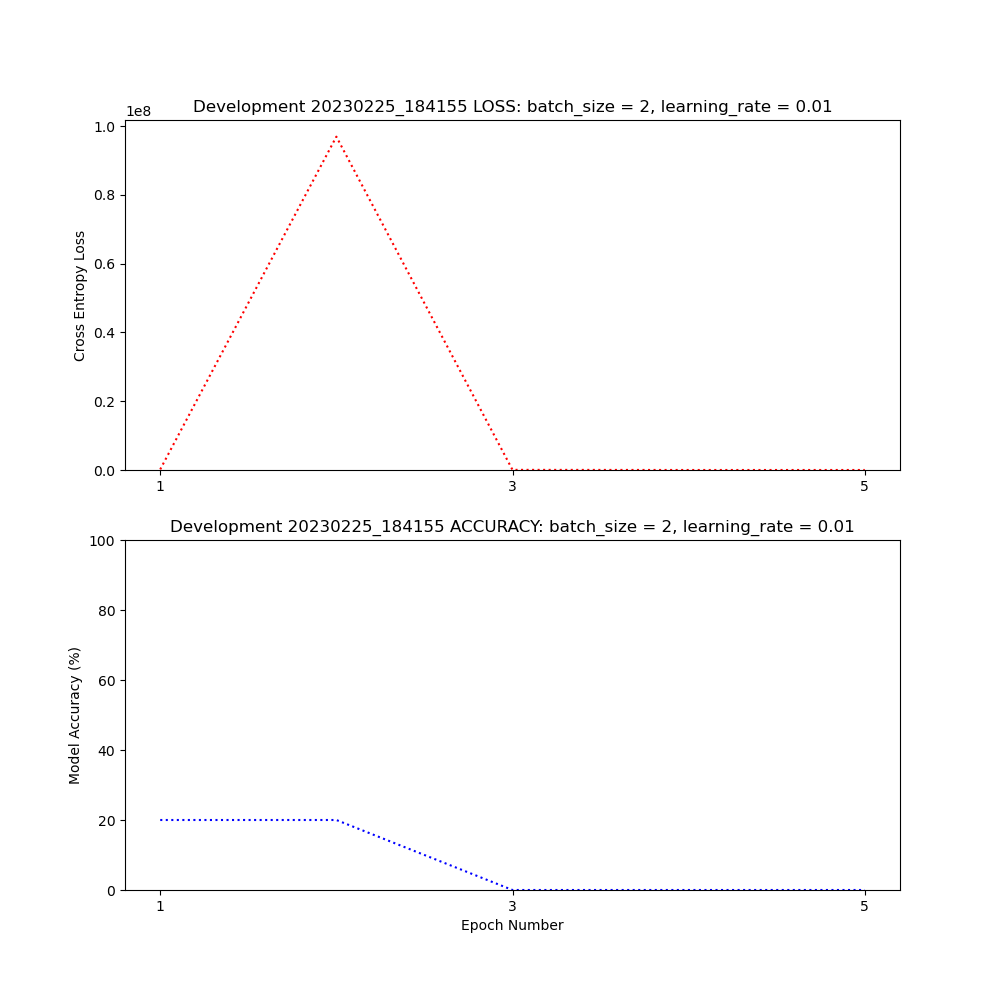 Development 20230225_184155 LOSS: batch_size = 2, learning_rate = 0.01
1e8
1.0
0.8
0.6
0.4
0.2
0.0
Cross Entropy Loss
1 3 5
Development 20230225_184155 ACCURACY: batch_size = 2, learning_rate = 0.01
100
80
60
40
20
0
Model Accuracy (%)
1 3 5
Epoch Number